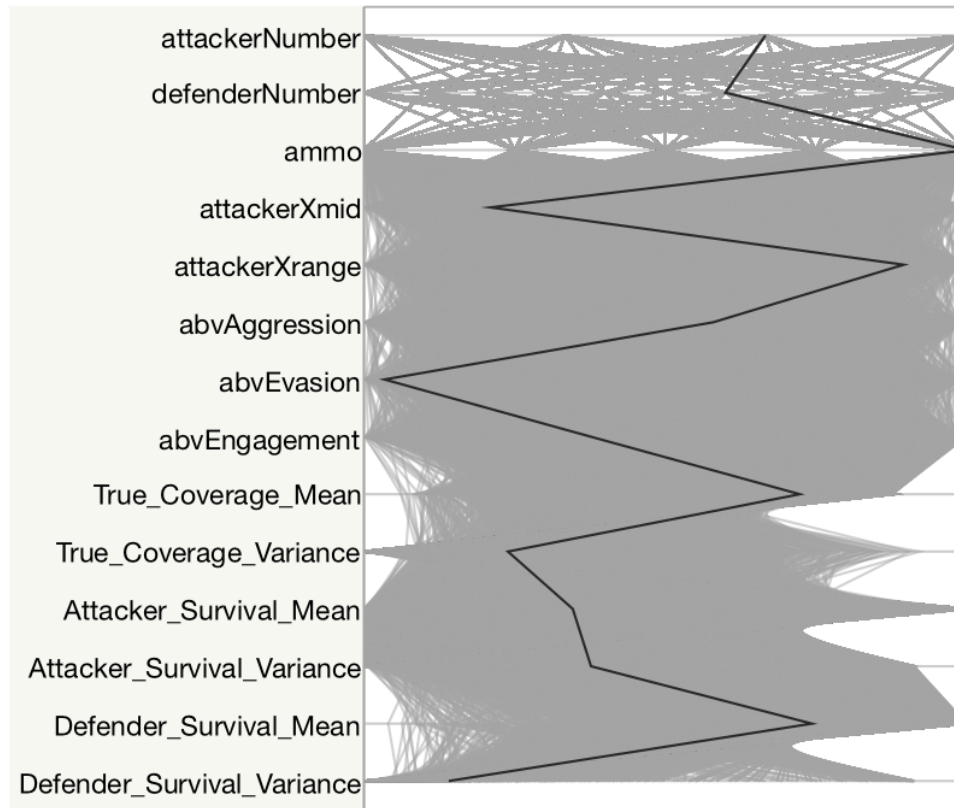 attackerNumber
defenderNumber
ammo
attackerXmid
attackerXrange
abvAggression
abvEvasion
abvEngagement
True_Coverage_Mean
True_Coverage_Variance
Attacker_Survival_Mean
Attacker_Survival_Variance
Defender_Survival_Mean
Defender_Survival_Variance